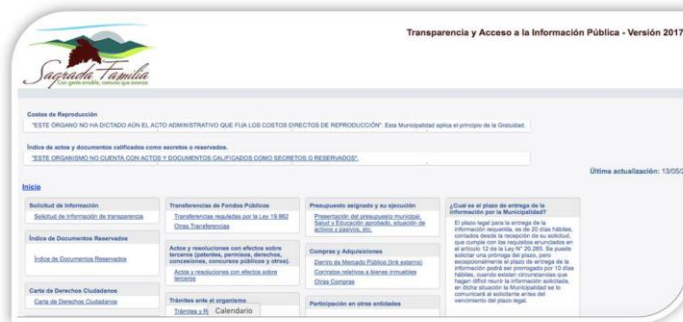 Transparencia y Acceso a la Información Pública - Versión 2017
Sagrada Familia
Costos de Reproducción
"ESTE ÓRGANO NO HA DICTADO AÚN EL ACTO ADMINISTRATIVO QUE FIJA LOS COSTOS DIRECTOS DE REPRODUCCIÓN". Esta Municipalidad aplica el principio de la Gratuidad.
Índice de actos y documentos calificados como secretos o reservados.
"ESTE ORGANISMO NO CUENTA CON ACTOS Y DOCUMENTOS CALIFICADOS COMO SECRETOS O RESERVADOS".
Última actualización: 13/05/2
Inicio
Solicitud de Información
Solicitud de Información de transparencia
Índice de Documentos Reservados
Índice de Documentos Reservados
Carta de Derechos Ciudadanos
Carta de Derechos Ciudadanos
Transferencias de Fondos Públicos
Transferencias reguladas por la Ley 19.862
Otras Transferencias
Actos y resoluciones con efectos sobre
terceros (patentes, permisos, derechos,
concesiones, concursos públicos y otros).
Actos y resoluciones con efectos sobre
terceros
Trámites ante el organismo
Trámites y R
Calendario
Presupuesto asignado y su ejecución
Presentación del presupuesto municipal,
Salud y Educación aprobado, situación de
activos y pasivos, etc.
Compras y Adquisiciones
Dentro de Mercado Público (link externo)
Contratos relativos a bienes inmuebles
Otras Compras
Participación en otras entidades
¿Cual es el plazo de entrega de la
información por la Municipalidad?
El plazo legal para la entrega de la
información requerida, es de 20 días hábiles,
contados desde la recepción de su solicitud,
que cumple con los requisitos enunciados en
el artículo 12 de la Ley N° 20.285. Se puede
solicitar una prórroga del plazo, pero
excepcionalmente el plazo de entrega de la
información podrá ser prorrogado por 10 días
hábiles, cuando existan circunstancias que
hagan difícil reunir la información solicitada,
en dicha situación la Municipalidad se lo
comunicará al solicitante antes del
vencimiento del plazo legal.